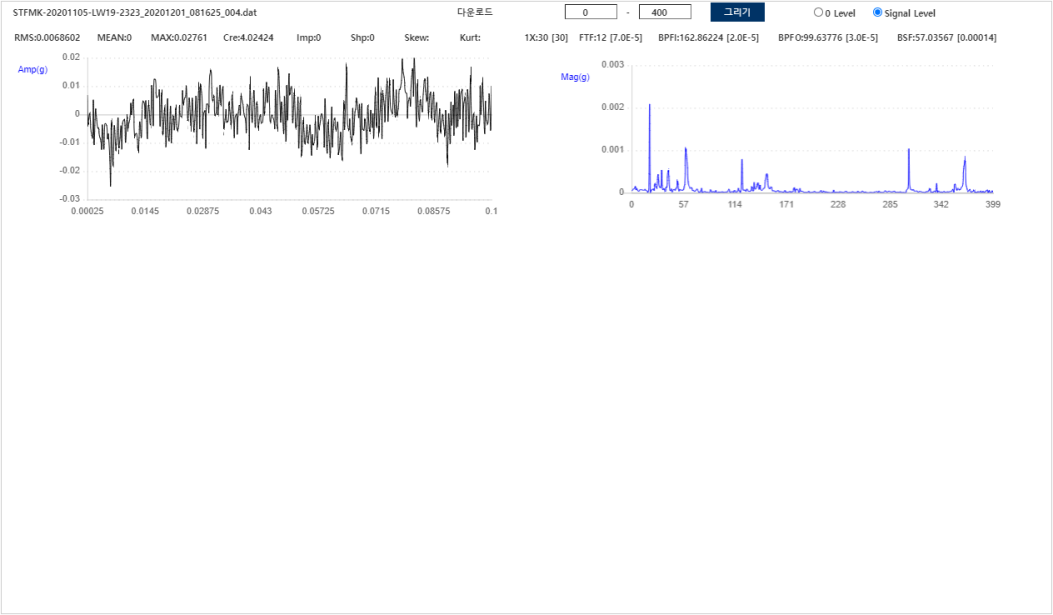 STFMK-20201105-LW19-2323_20201201_081625_004.dat 다운로드 0 - 400 그리기 0 Level Signal Level
RMS:0.0068602 MEAN:0 MAX:0.02761 Cre:4.02424 Imp:0 Shp:0 Skew: Kurt: 1X:30 [30] FTF:12 [7.0E-5] BPFI:162.86224 [2.0E-5] BPFO:99.63776 [3.0E-5] BSF:57.03567 [0.00014]
Amp(g)
0.02
0.01
0
-0.01
-0.02
-0.03
0.00025 0.0145 0.02875 0.043 0.05725 0.0715 0.08575 0.1
Mag(g)
0.003
0.002
0.001
0
0 57 114 171 228 285 342 399